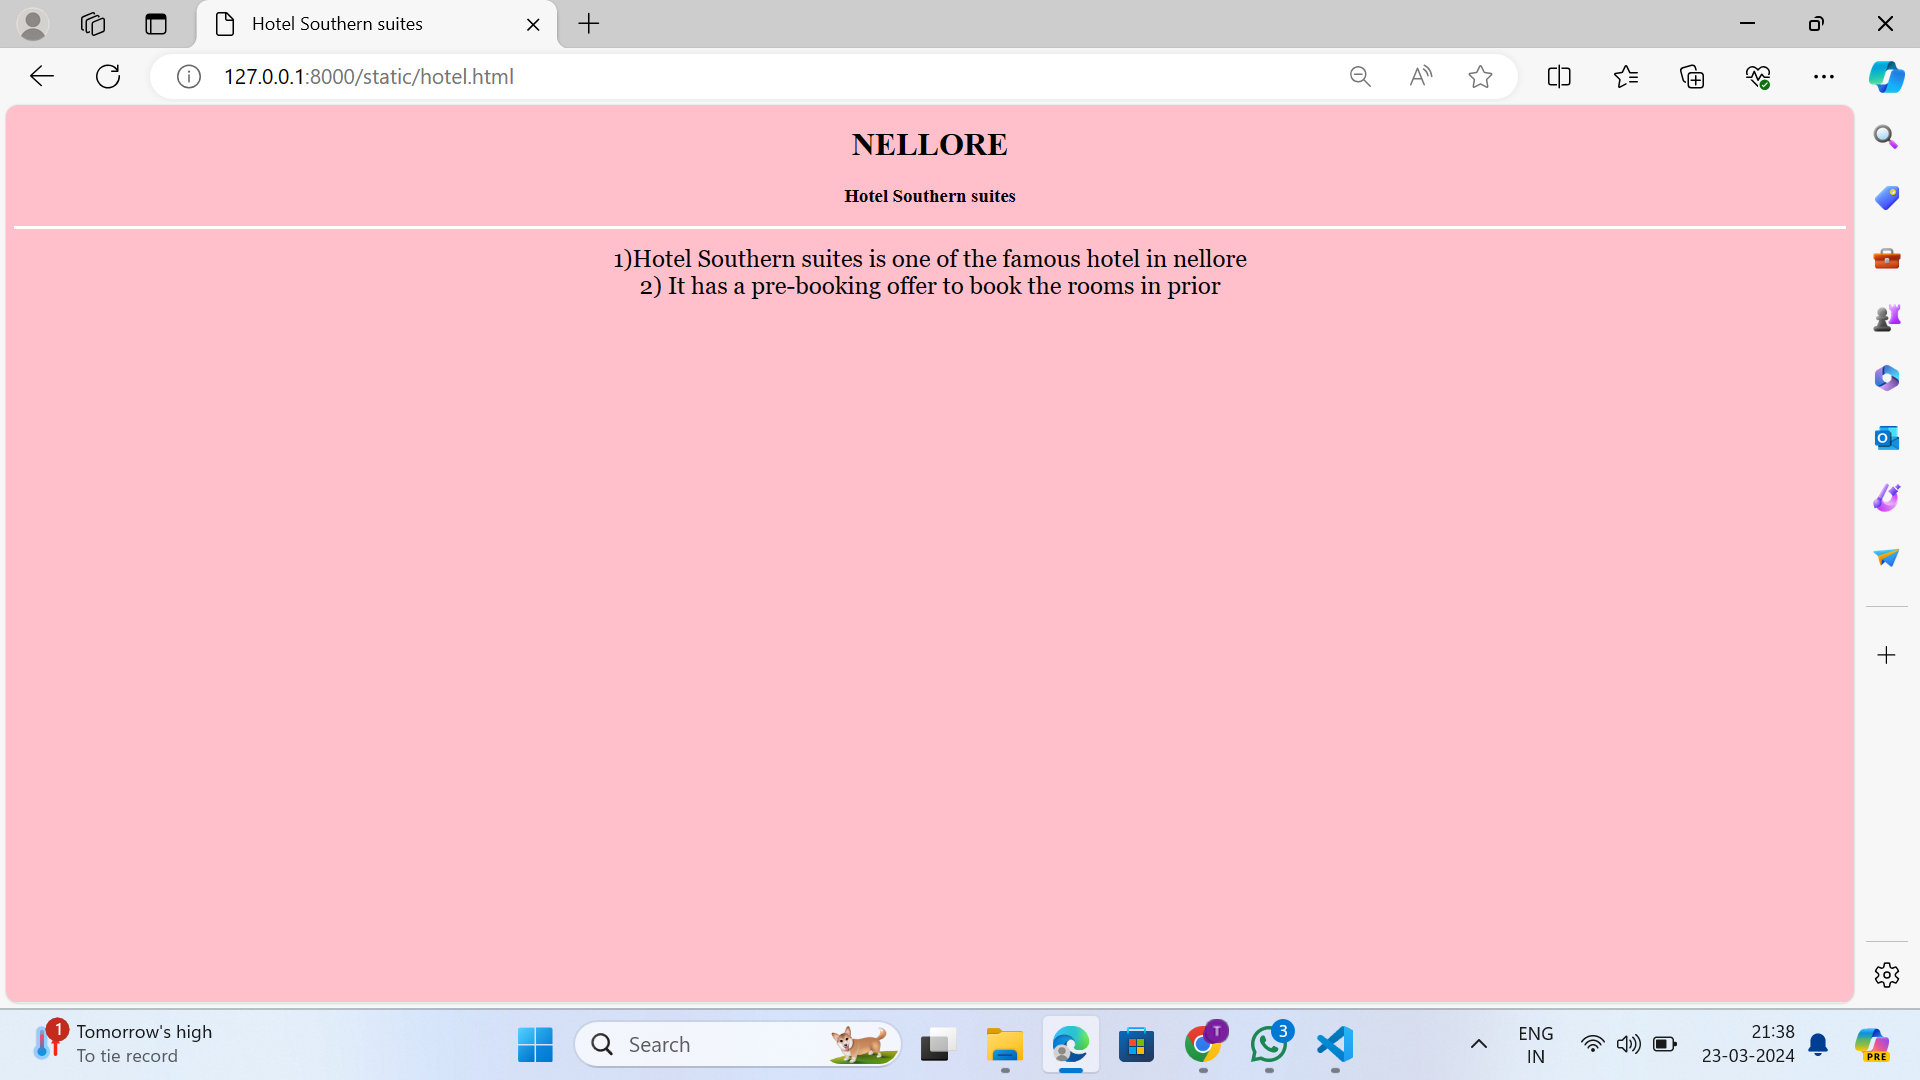 Hotel Southern suites
127.0.0.1:8000/static/hotel.html
NELLORE
Hotel Southern suites
1)Hotel Southern suites is one of the famous hotel in nellore
2) It has a pre-booking offer to book the rooms in prior
1
Tomorrow's high
To tie record
Search
T
3
ENG
IN
21:38
23-03-2024
PRE